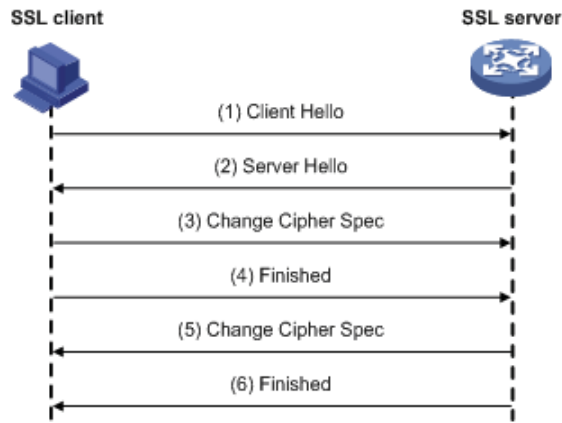 SSL client
SSL server
(1) Client Hello
(2) Server Hello
(3) Change Cipher Spec
(4) Finished
(5) Change Cipher Spec
(6) Finished